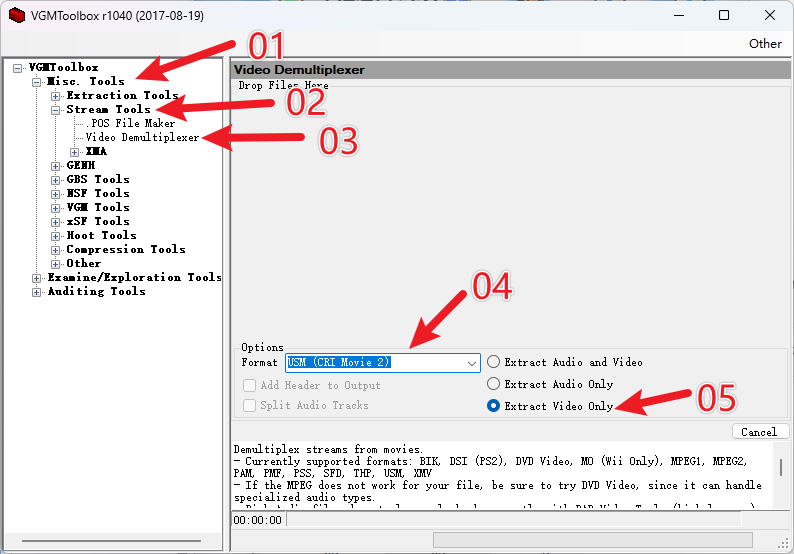 VGMToolbox r1040 (2017-08-19)
Other
01
VGMToolbox
Misc. Tools
Extraction Tools
02
Stream Tools
.POS File Maker
03
Video Demultiplexer
XMA
GENH
GBS Tools
NSF Tools
VGM Tools
xSF Tools
Hoot Tools
Compression Tools
Other
Examine/Exploration Tools
Auditing Tools
Video Demultiplexer
Drop Files Here
04
Options
Format USM (CRI Movie 2) Extract Audio and Video
Add Header to Output Extract Audio Only
Split Audio Tracks Extract Video Only
05
Cancel
Demultiplex streams from movies.
- Currently supported formats: BIK, DSI (PS2), DVD Video, MO (Wii Only), MPEG1, MPEG2,
PAM, PMF, PSS, SFD, THP, USM, XMV
- If the MPEG does not work for your file, be sure to try DVD Video, since it can handle
specialized audio types.
00:00:00